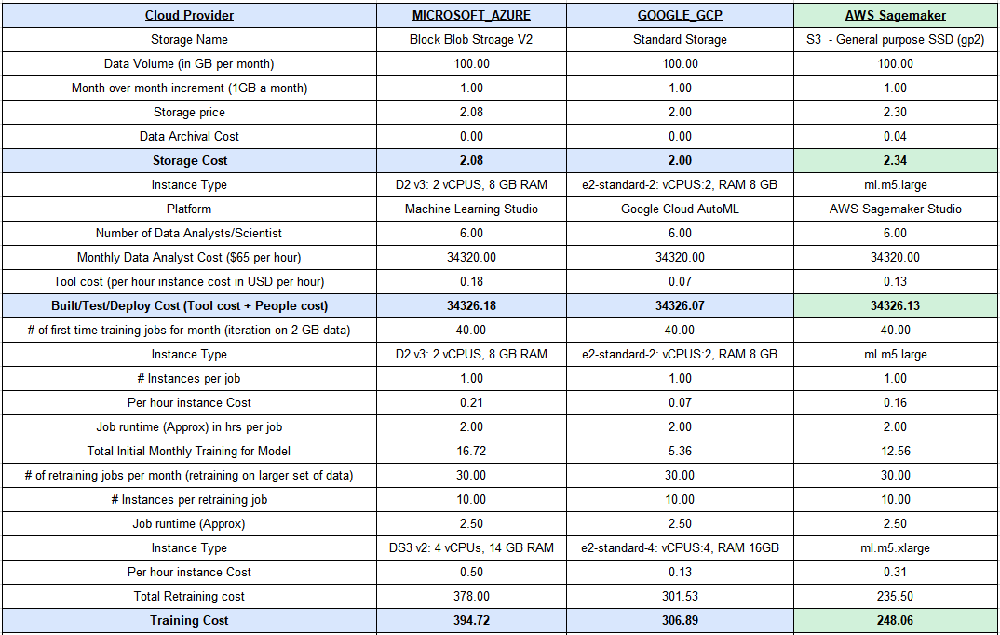 Cloud Provider MICROSOFT_AZURE GOOGLE_GCP AWS Sagemaker
Storage Name Block Blob Stroage V2 Standard Storage S3 - General purpose SSD (gp2)
Data Volume (in GB per month) 100.00 100.00 100.00
Month over month increment (1GB a month) 1.00 1.00 1.00
Storage price 2.08 2.00 2.30
Data Archival Cost 0.00 0.00 0.04
Storage Cost 2.08 2.00 2.34
Instance Type D2 v3: 2 vCPUS, 8 GB RAM e2-standard-2: vCPUS:2, RAM 8 GB ml.m5.large
Platform Machine Learning Studio Google Cloud AutoML AWS Sagemaker Studio
Number of Data Analysts/Scientist 6.00 6.00 6.00
Monthly Data Analyst Cost ($65 per hour) 34320.00 34320.00 34320.00
Tool cost (per hour instance cost in USD per hour) 0.18 0.07 0.13
Built/Test/Deploy Cost (Tool cost + People cost) 34326.18 34326.07 34326.13
# of first time training jobs for month (iteration on 2 GB data) 40.00 40.00 40.00
Instance Type D2 v3: 2 vCPUS, 8 GB RAM e2-standard-2: vCPUS:2, RAM 8 GB ml.m5.large
# Instances per job 1.00 1.00 1.00
Per hour instance Cost 0.21 0.07 0.16
Job runtime (Approx) in hrs per job 2.00 2.00 2.00
Total Initial Monthly Training for Model 16.72 5.36 12.56
# of retraining jobs per month (retraining on larger set of data) 30.00 30.00 30.00
# Instances per retraining job 10.00 10.00 10.00
Job runtime (Approx) 2.50 2.50 2.50
Instance Type DS3 v2: 4 vCPUs, 14 GB RAM e2-standard-4: vCPUS:4, RAM 16GB ml.m5.xlarge
Per hour instance Cost 0.50 0.13 0.31
Total Retraining cost 378.00 301.53 235.50
Training Cost 394.72 306.89 248.06